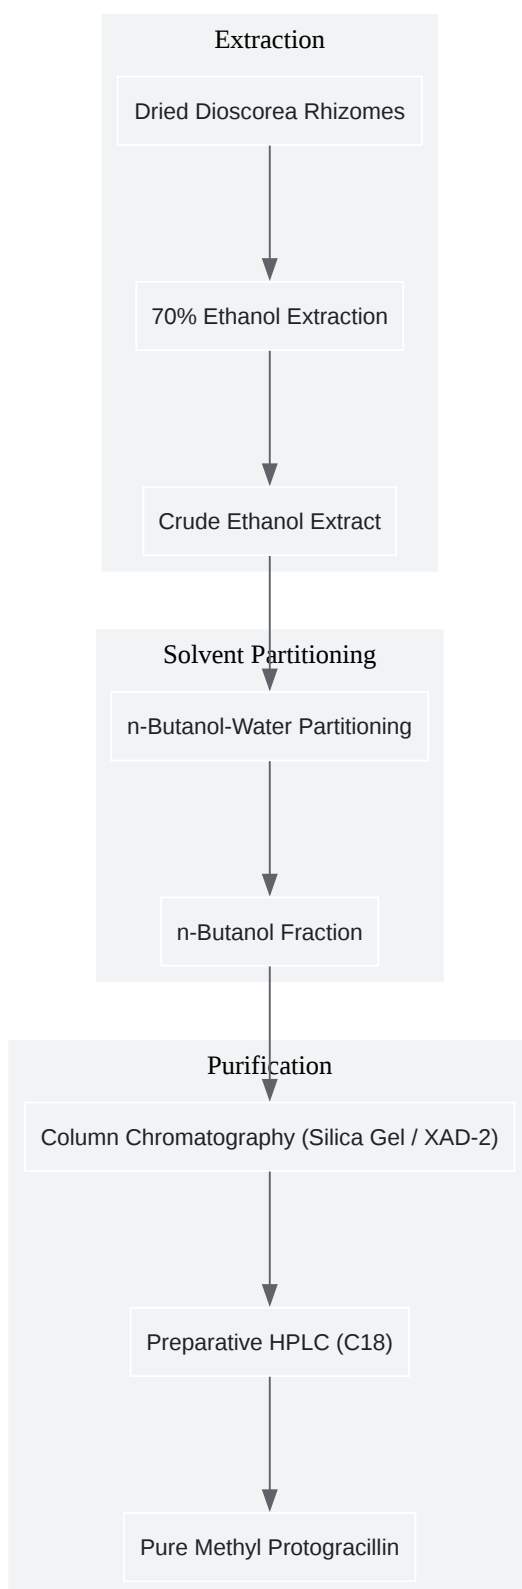 Extraction
Dried Dioscorea Rhizomes
70% Ethanol Extraction
Crude Ethanol Extract
Solvent Partitioning
n-Butanol-Water Partitioning
n-Butanol Fraction
Purification
Column Chromatography (Silica Gel / XAD-2)
Preparative HPLC (C18)
Pure Methyl Protogracillin